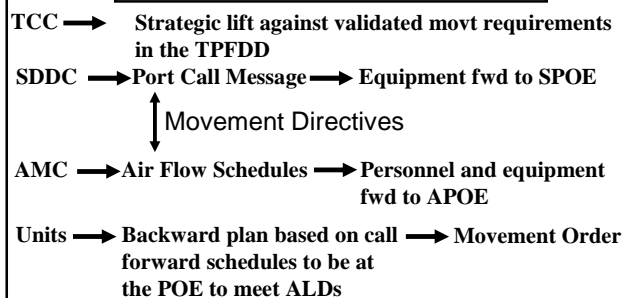 TCC Strategic lift against validated movt requirements
in the TPFDD
SDDC Port Call Message Equipment fwd to SPOE
Movement Directives
AMC Air Flow Schedules Personnel and equipment
fwd to APOE
Units Backward plan based on call Movement Order
forward schedules to be at
the POE to meet ALDs